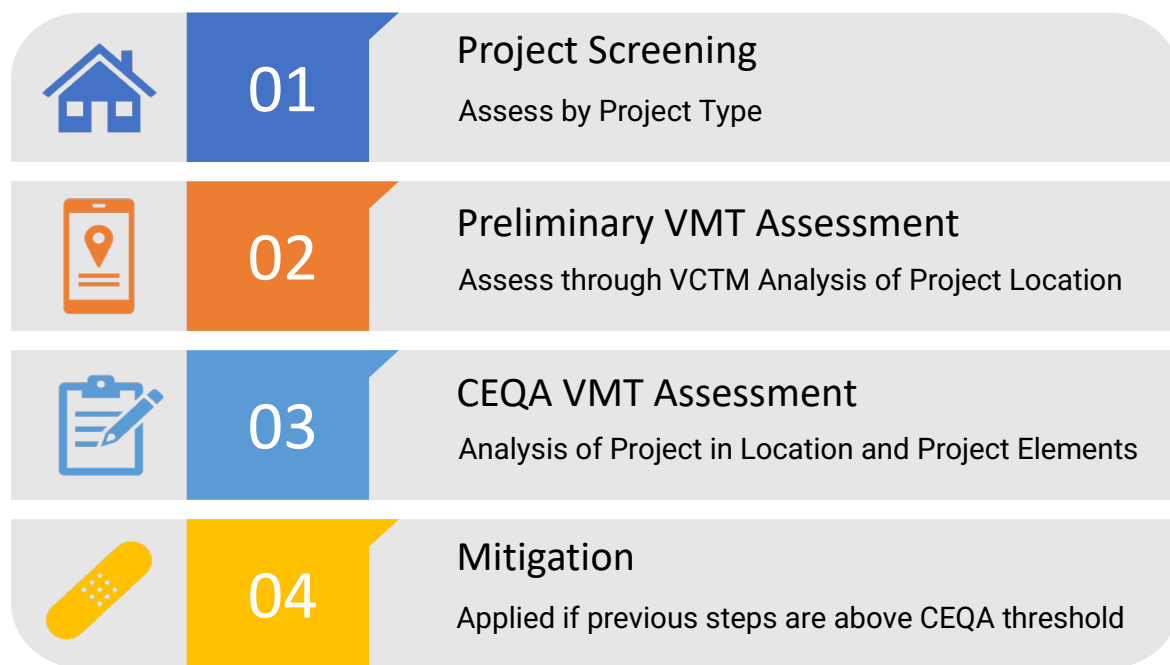 01
Project Screening
Assess by Project Type
02
Preliminary VMT Assessment
Assess through VCTM Analysis of Project Location
03
CEQA VMT Assessment
Analysis of Project in Location and Project Elements
04
Mitigation
Applied if previous steps are above CEQA threshold